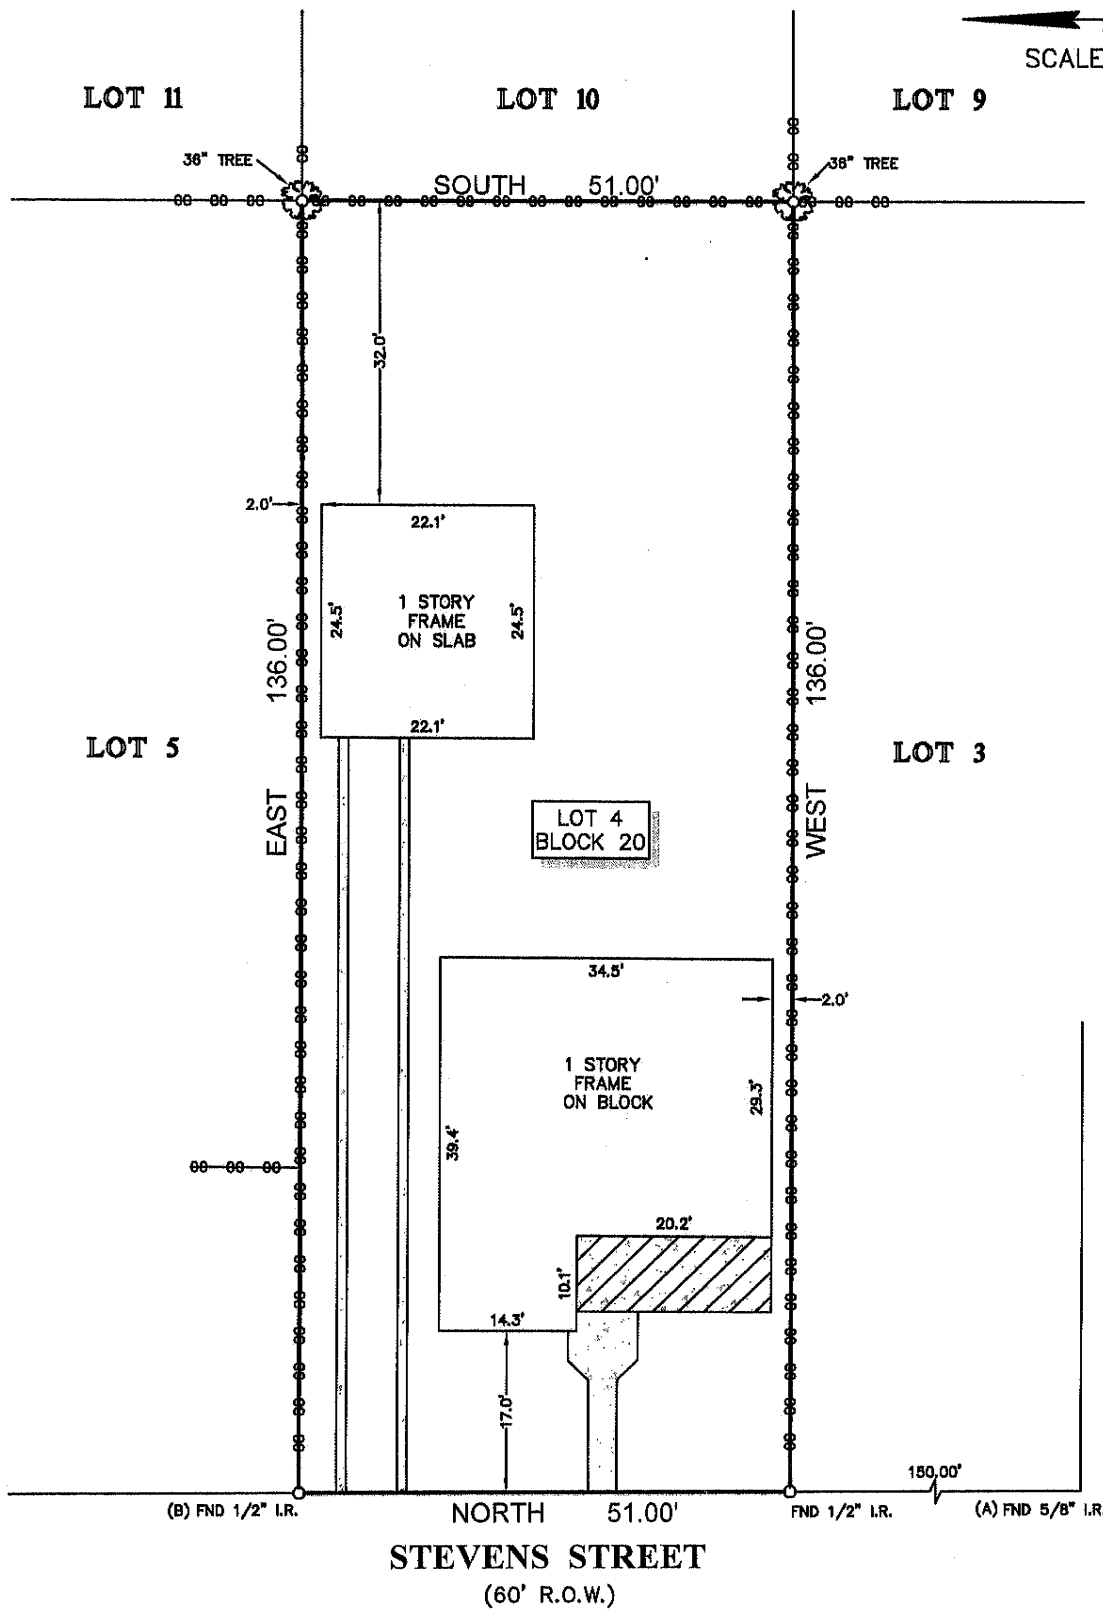 SCALE
LOT 11
LOT 10
LOT 9
36" TREE
38" TREE
SOUTH 51.00'
32.0'
2.0'
22.1'
24.5'
1 STORY
FRAME
ON SLAB
24.5'
22.1'
EAST 136.00'
WEST 136.00'
LOT 5
LOT 3
LOT 4
BLOCK 20
34.5'
2.0'
1 STORY
FRAME
ON BLOCK
29.3'
39.4'
20.2'
10.1'
14.3'
17.0'
150.00'
(B) FND 1/2" I.R.
NORTH 51.00'
FND 1/2" I.R.
(A) FND 5/8" I.R.
STEVENS STREET
(60' R.O.W.)